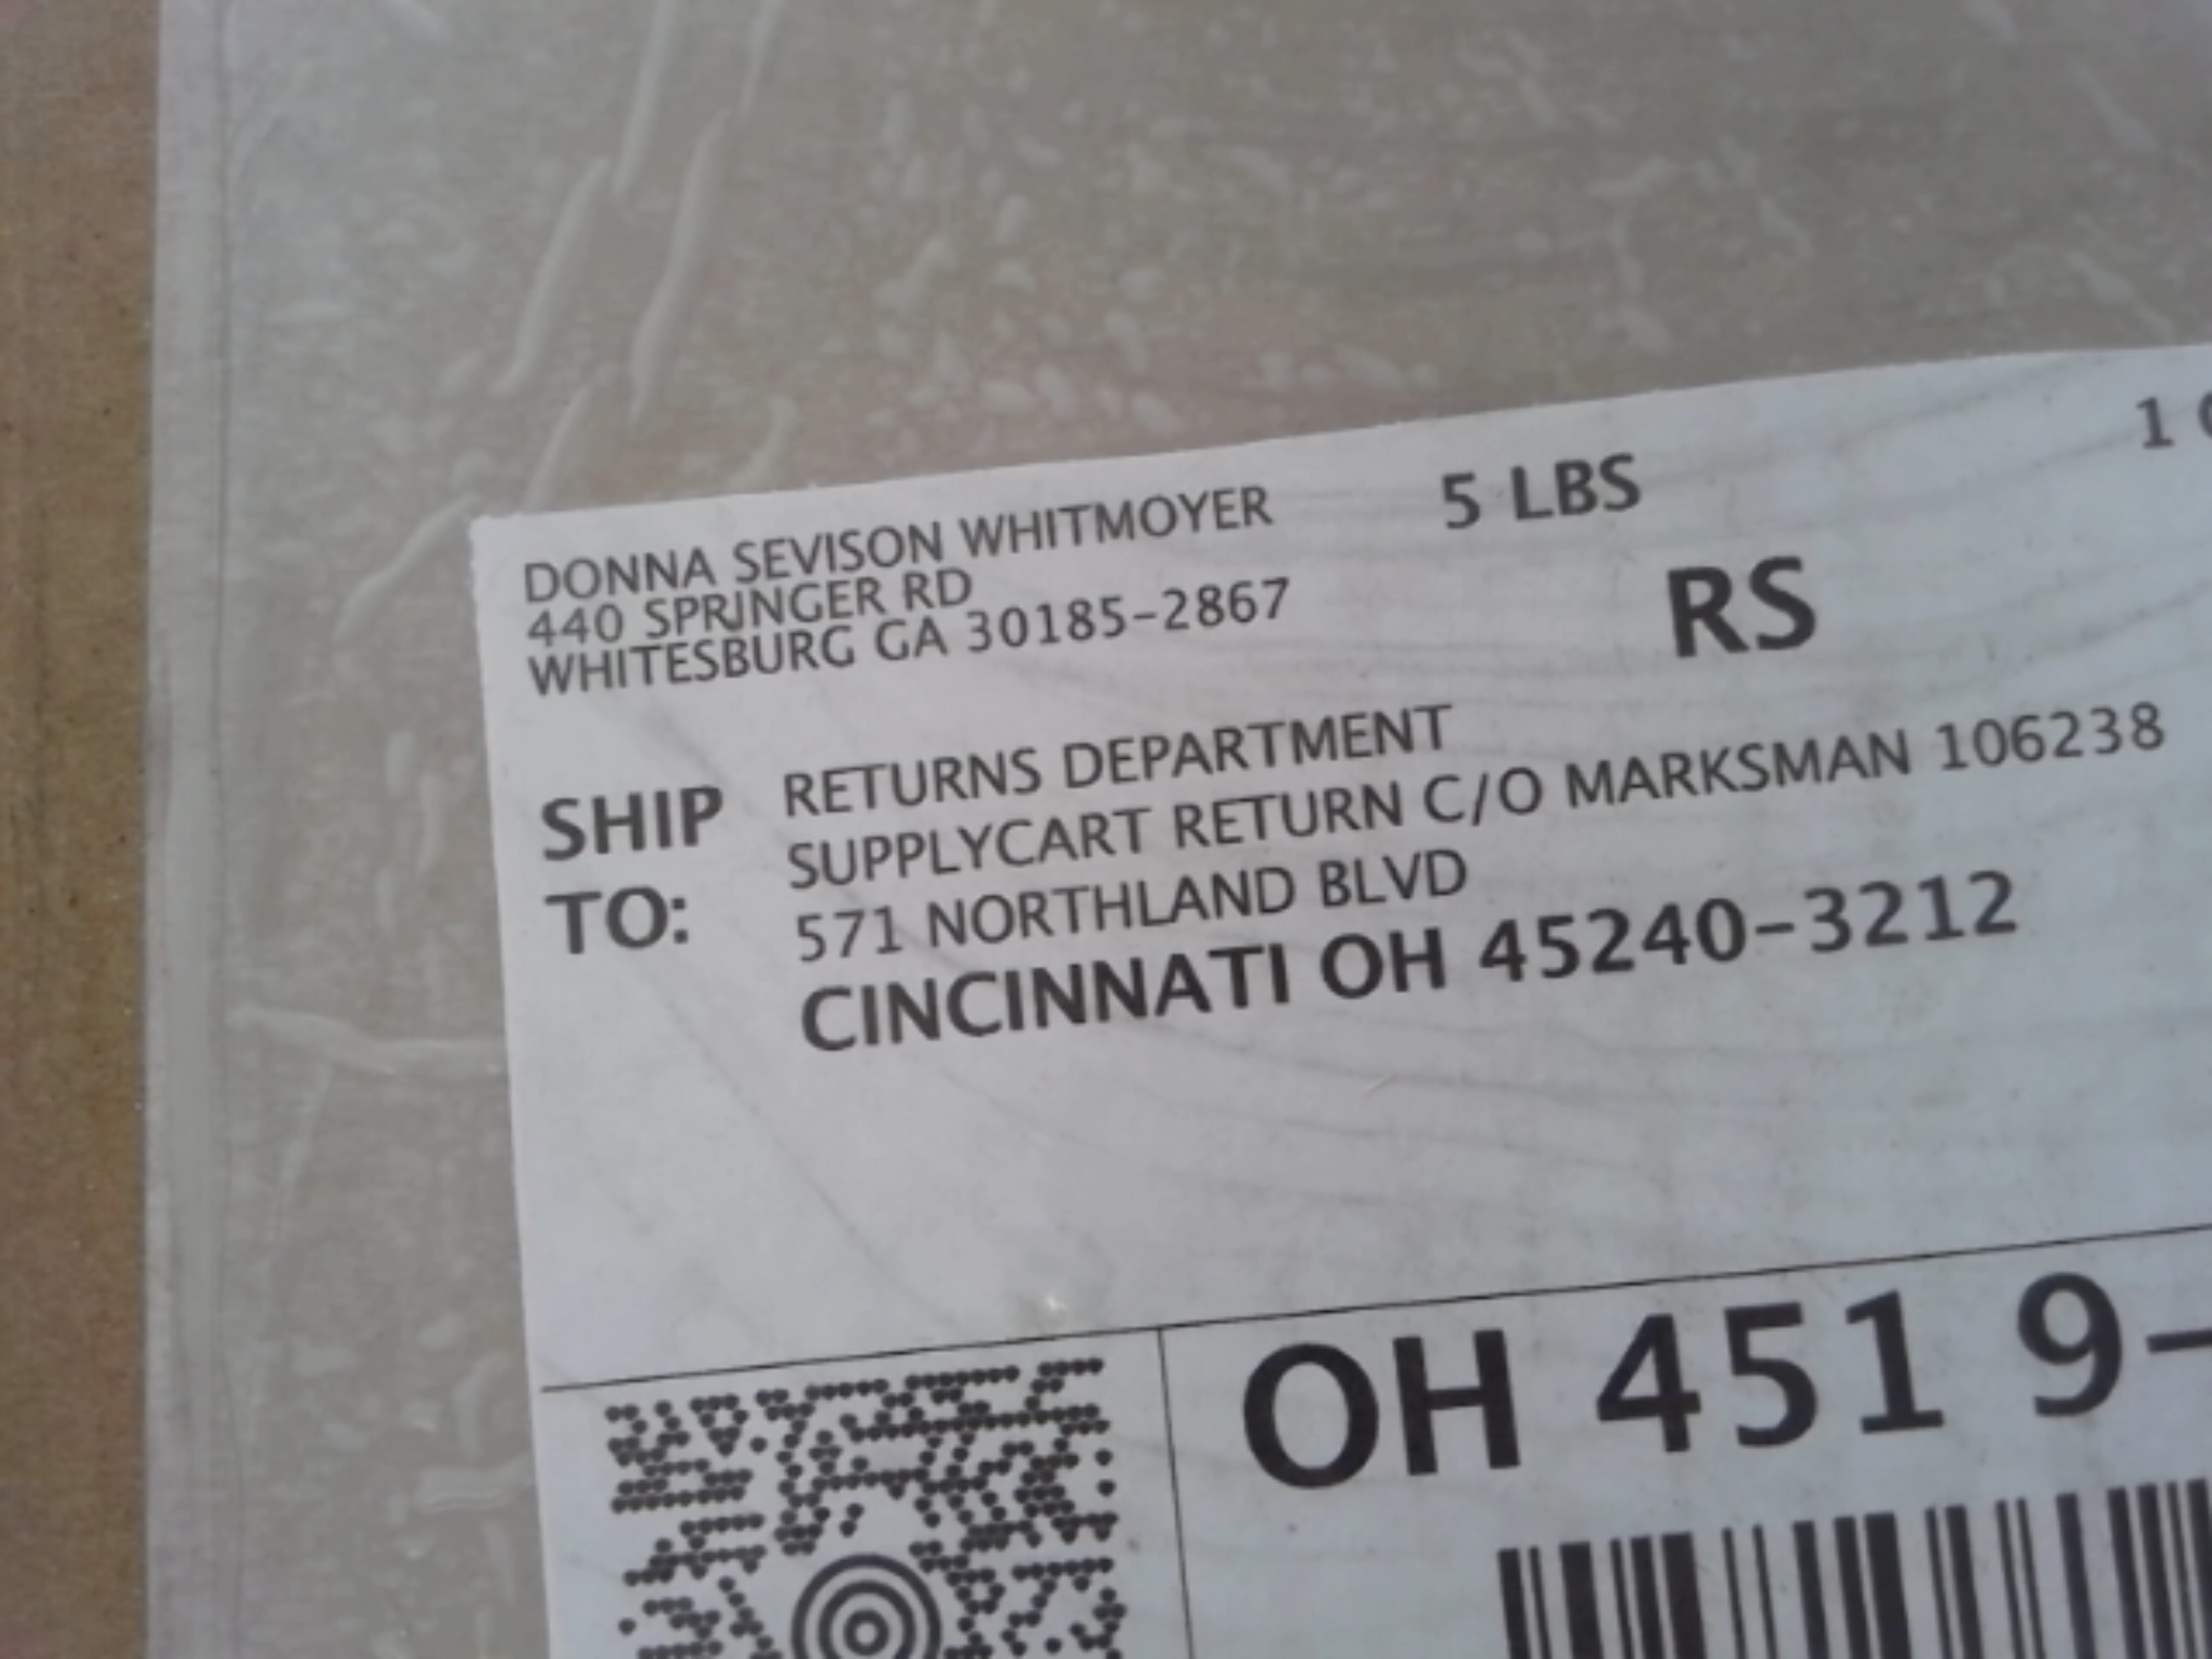 DONNA SEVISON WHITMOYER
440 SPRINGER RD
WHITESBURG GA 30185-2867
5 LBS
1
RS
SHIP TO:
RETURNS DEPARTMENT
SUPPLYCART RETURN C/O MARKSMAN 106238
571 NORTHLAND BLVD
CINCINNATI OH 45240-3212
OH 451 9-